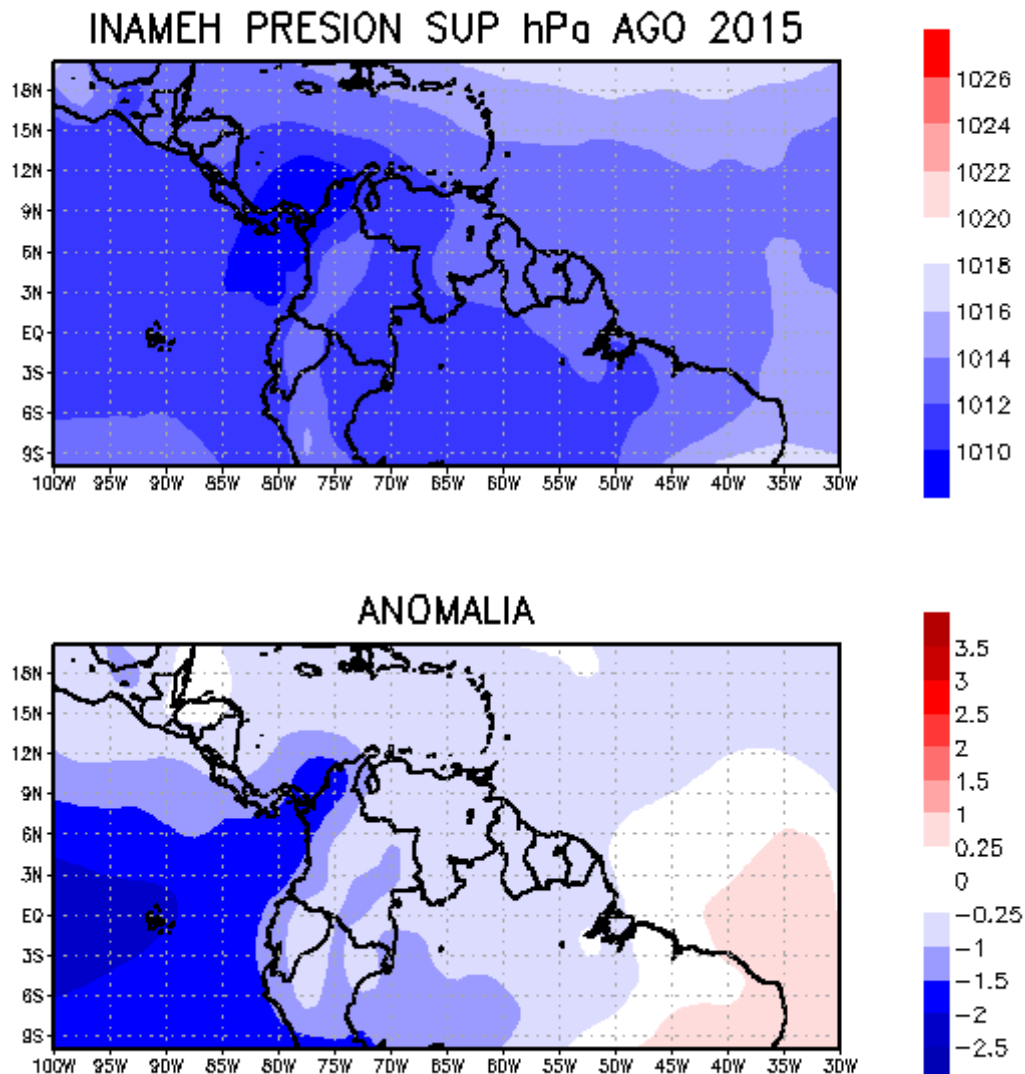 INAMEH PRESION SUP hPa AGO 2015
18N
15N
12N
9N
6N
3N
EQ
3S
6S
9S
100W 95W 90W 85W 80W 75W 70W 65W 60W 55W 50W 45W 40W 35W 30W
1026
1024
1022
1020
1018
1016
1014
1012
1010
ANOMALIA
18N
15N
12N
9N
6N
3N
EQ
3S
6S
9S
100W 95W 90W 85W 80W 75W 70W 65W 60W 55W 50W 45W 40W 35W 30W
3.5
3
2.5
2
1.5
1
0.25
0
-0.25
-1
-1.5
-2
-2.5